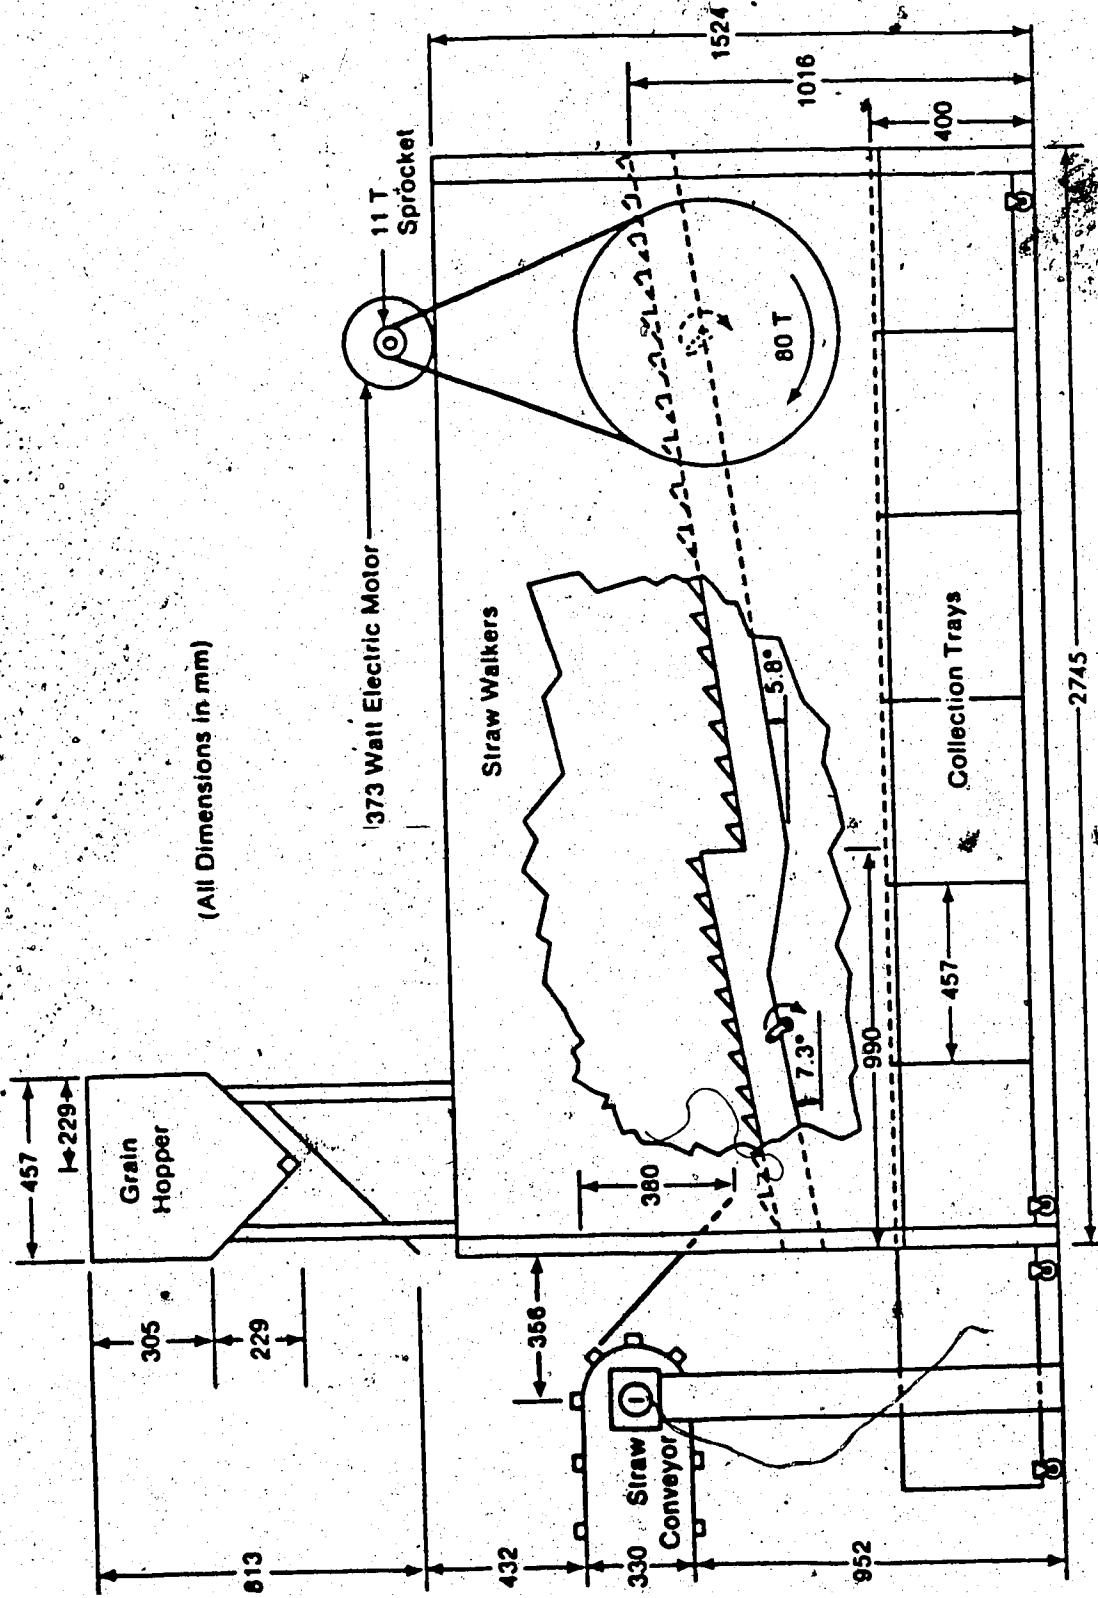 (All Dimensions in mm)
457
229
Grain
Hopper
305
229
813
373 Watt Electric Motor
11 T
Sprocket
1524
1016
400
Straw Walkers
80 T
5.8°
7.3°
380
356
990
457
Collection Trays
Straw
Conveyor
432
330
952
2745